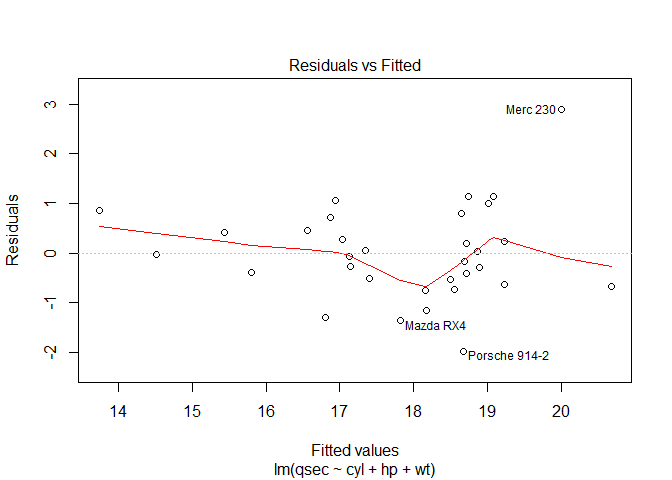 Residuals vs Fitted
Residuals
3
2
1
0
-1
-2
Merc 230
Mazda RX4
Porsche 914-2
14 15 16 17 18 19 20
Fitted values
lm(qsec ~ cyl + hp + wt)